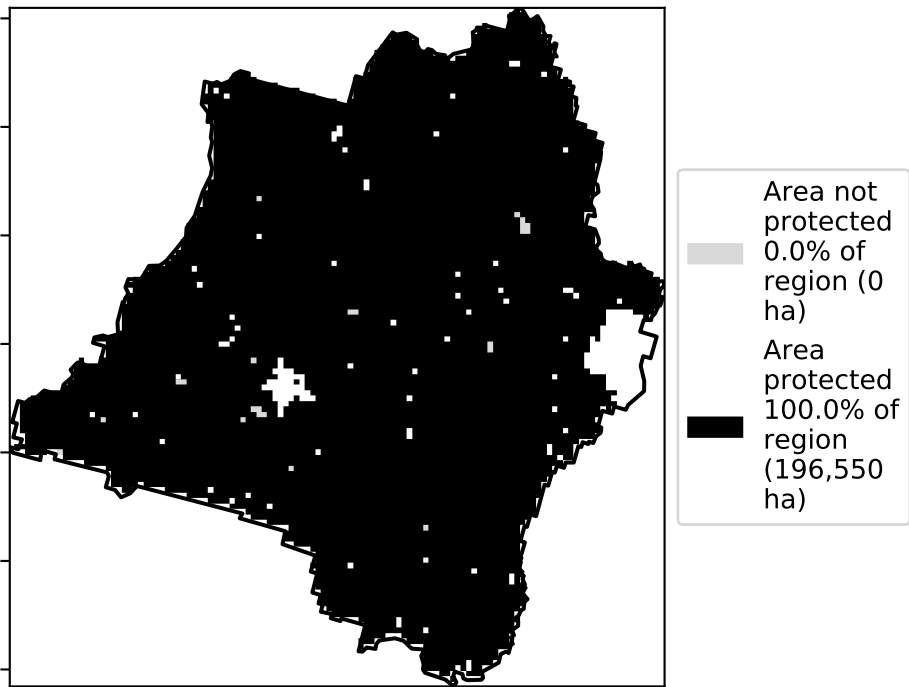 Area not
protected
0.0% of
region (0
ha)
Area
protected
100.0% of
region
(196,550
ha)